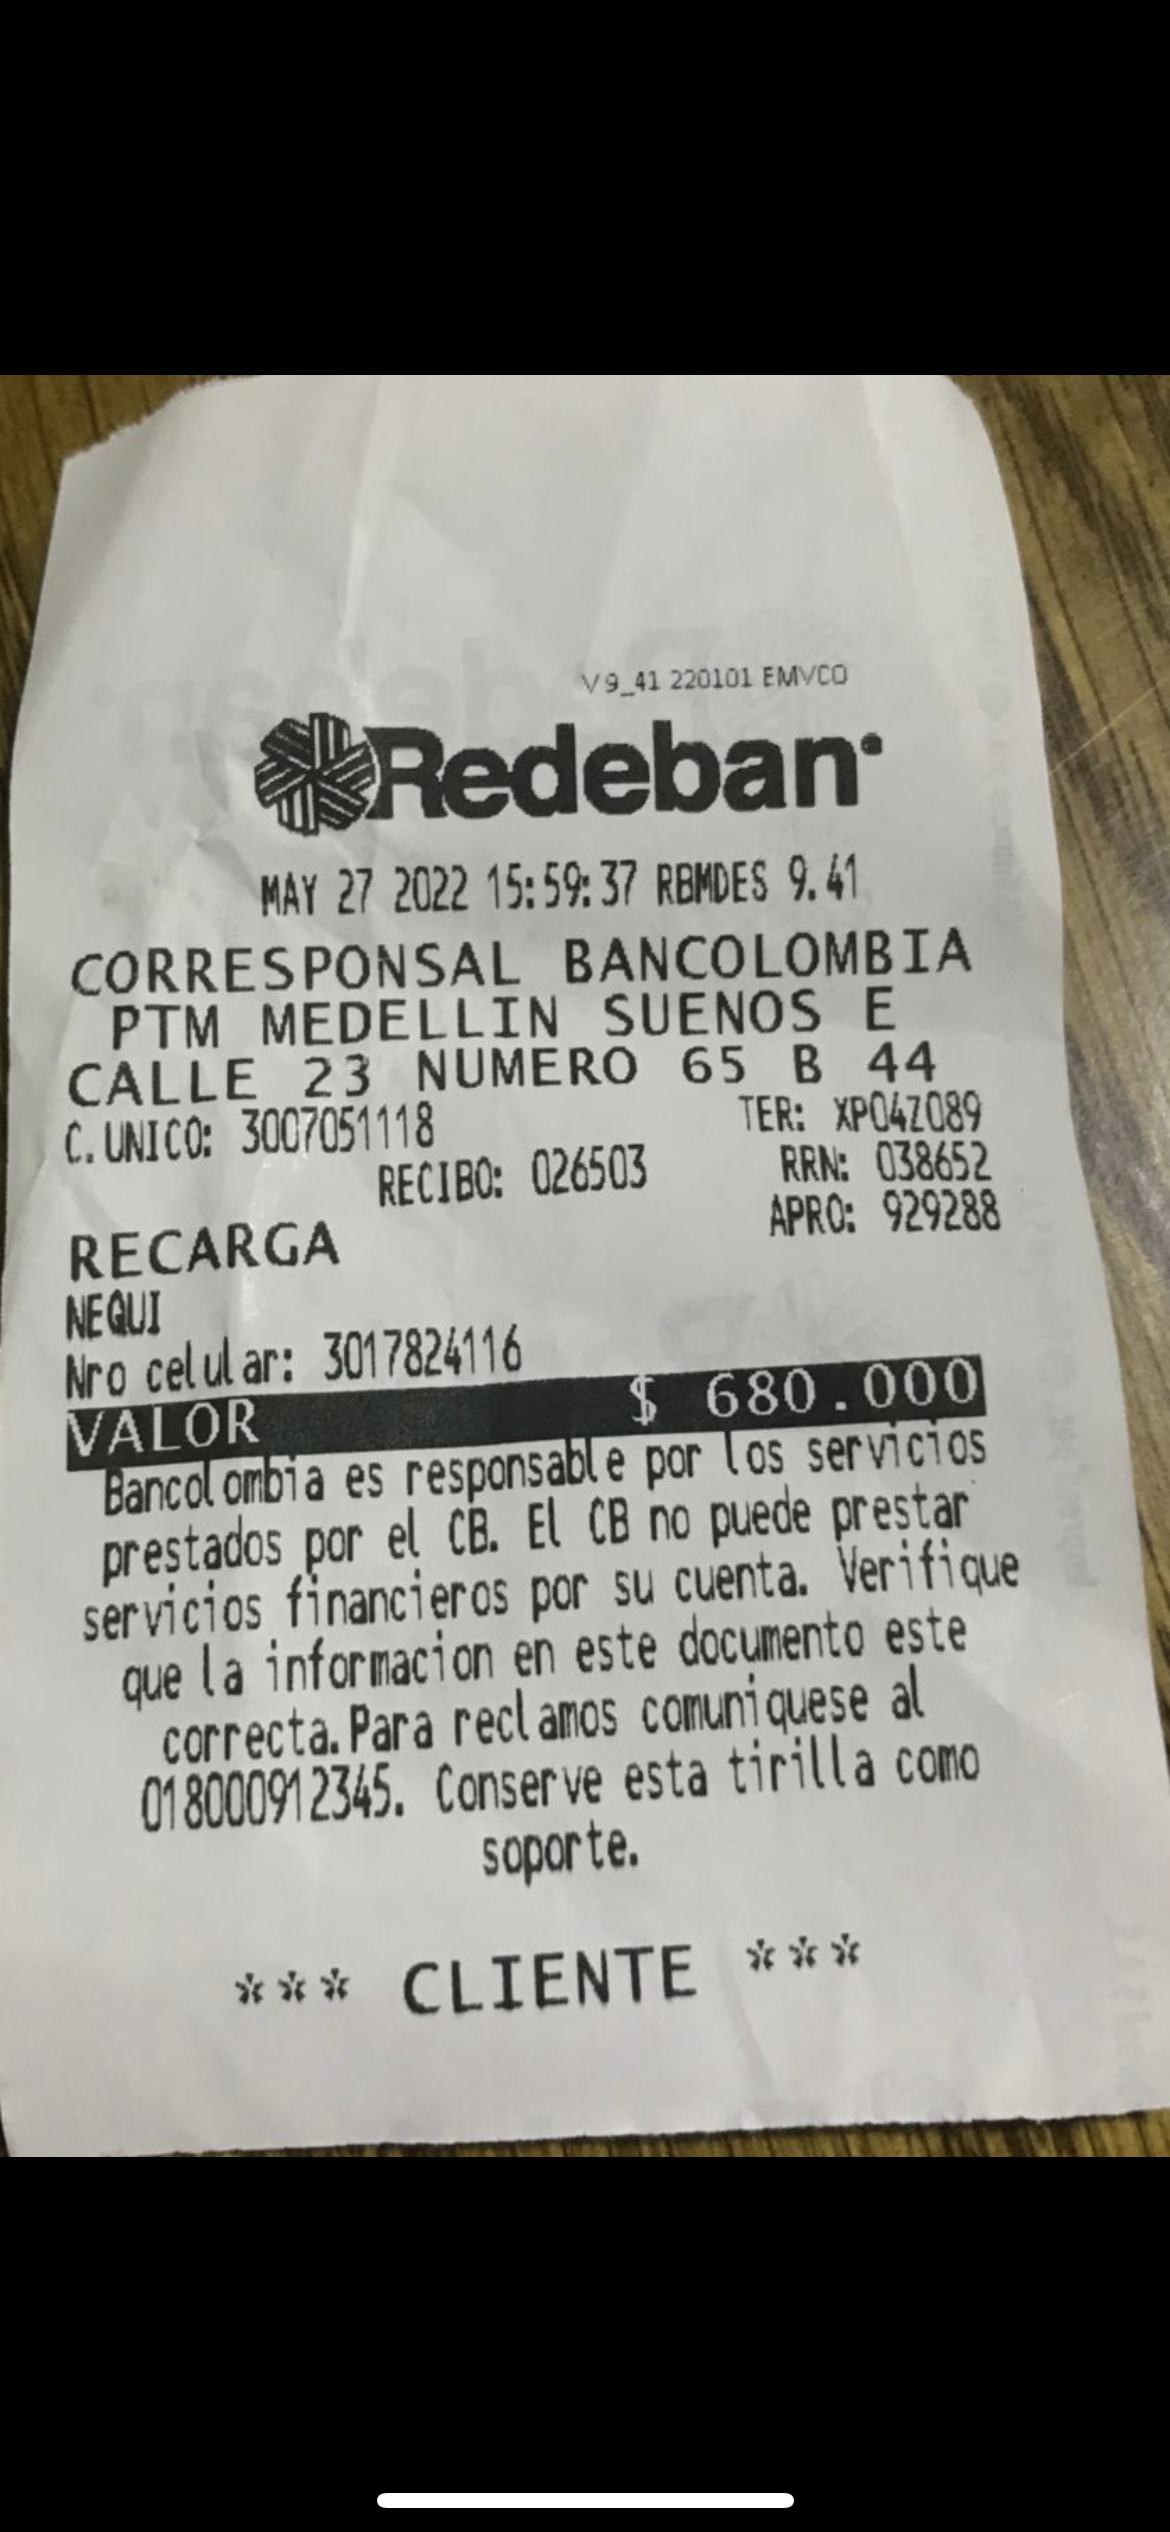 V9_41 220101 EMVCO
Redeban
MAY 27 2022 15:59:37 RBMDES 9.41
CORRESPONSAL BANCOLOMBIA
PTM MEDELLIN SUENOS E
CALLE 23 NUMERO 65 B 44
C. UNICO: 3007051118 TER: XP04Z089
RECIBO: 026503 RRN: 038652
APRO: 929288
RECARGA
NEQUI
Nro celular: 3017824116
VALOR $ 680.000
Bancolombia es responsable por los servicios
prestados por el CB. El CB no puede prestar
servicios financieros por su cuenta. Verifique
que la informacion en este documento este
correcta.Para reclamos comuniquese al
018000912345. Conserve esta tirilla como
soporte.
*** CLIENTE ***